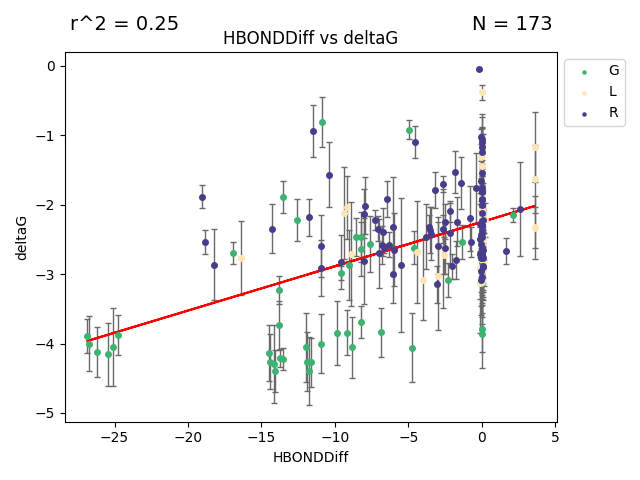 r^2 = 0.25
N = 173
HBONDDiff vs deltaG
G
L
R
0
−1
−2
−3
−4
−5
deltaG
−25
−20
−15
−10
−5
0
5
HBONDDiff